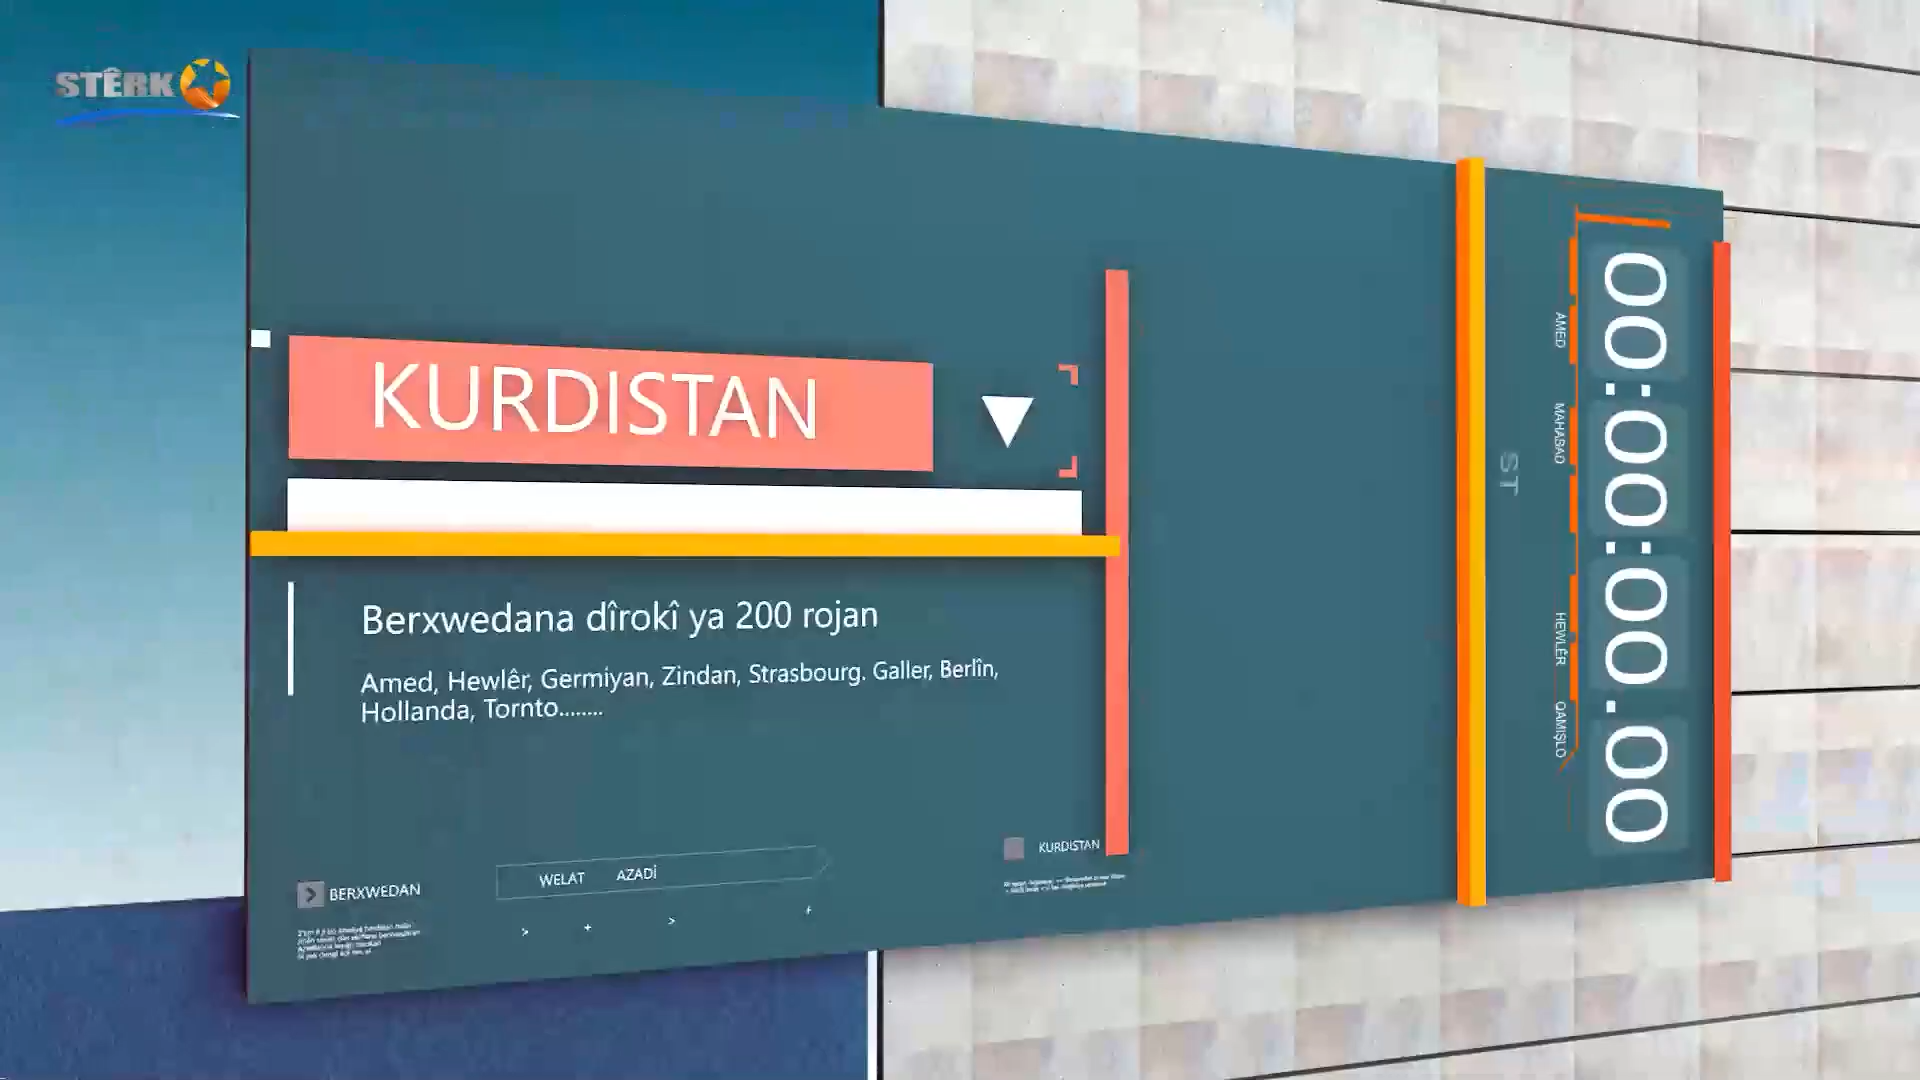 STÊRK
KURDISTAN
Berxwedana dîrokî ya 200 rojan
Amed, Hewlêr, Germiyan, Zindan, Strasbourg. Galler, Berlîn,
Hollanda, Tornto........
BERXWEDAN
WELAT AZADÎ
KURDISTAN
ST
AMED
MAHABAD
HEWLÊR
QAMIŞLO
00:00:00.00